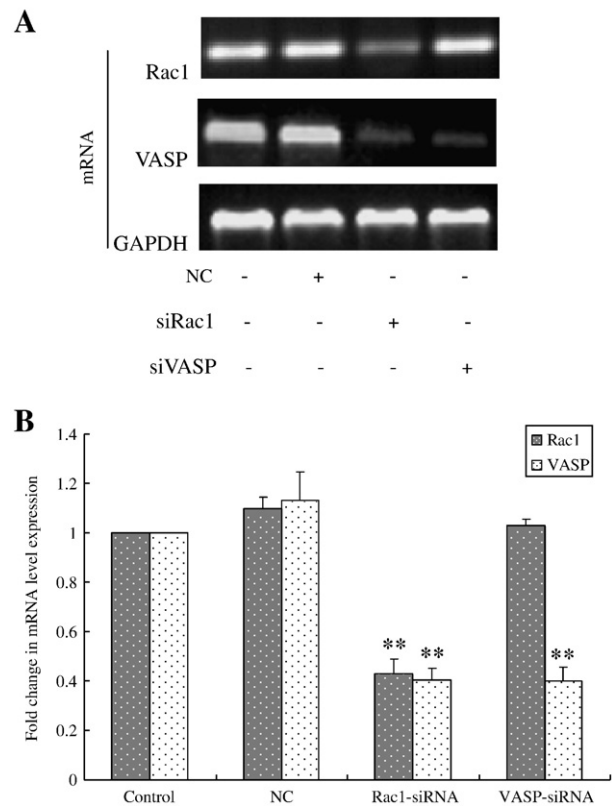 A
Rac1
VASP
GAPDH
mRNA
NC - + - -
siRac1 - - + -
siVASP - - - +
B
Fold change in mRNA level expression
1.4
1.2
1
0.8
0.6
0.4
0.2
0
Rac1
VASP
** ** **
Control NC Rac1-siRNA VASP-siRNA